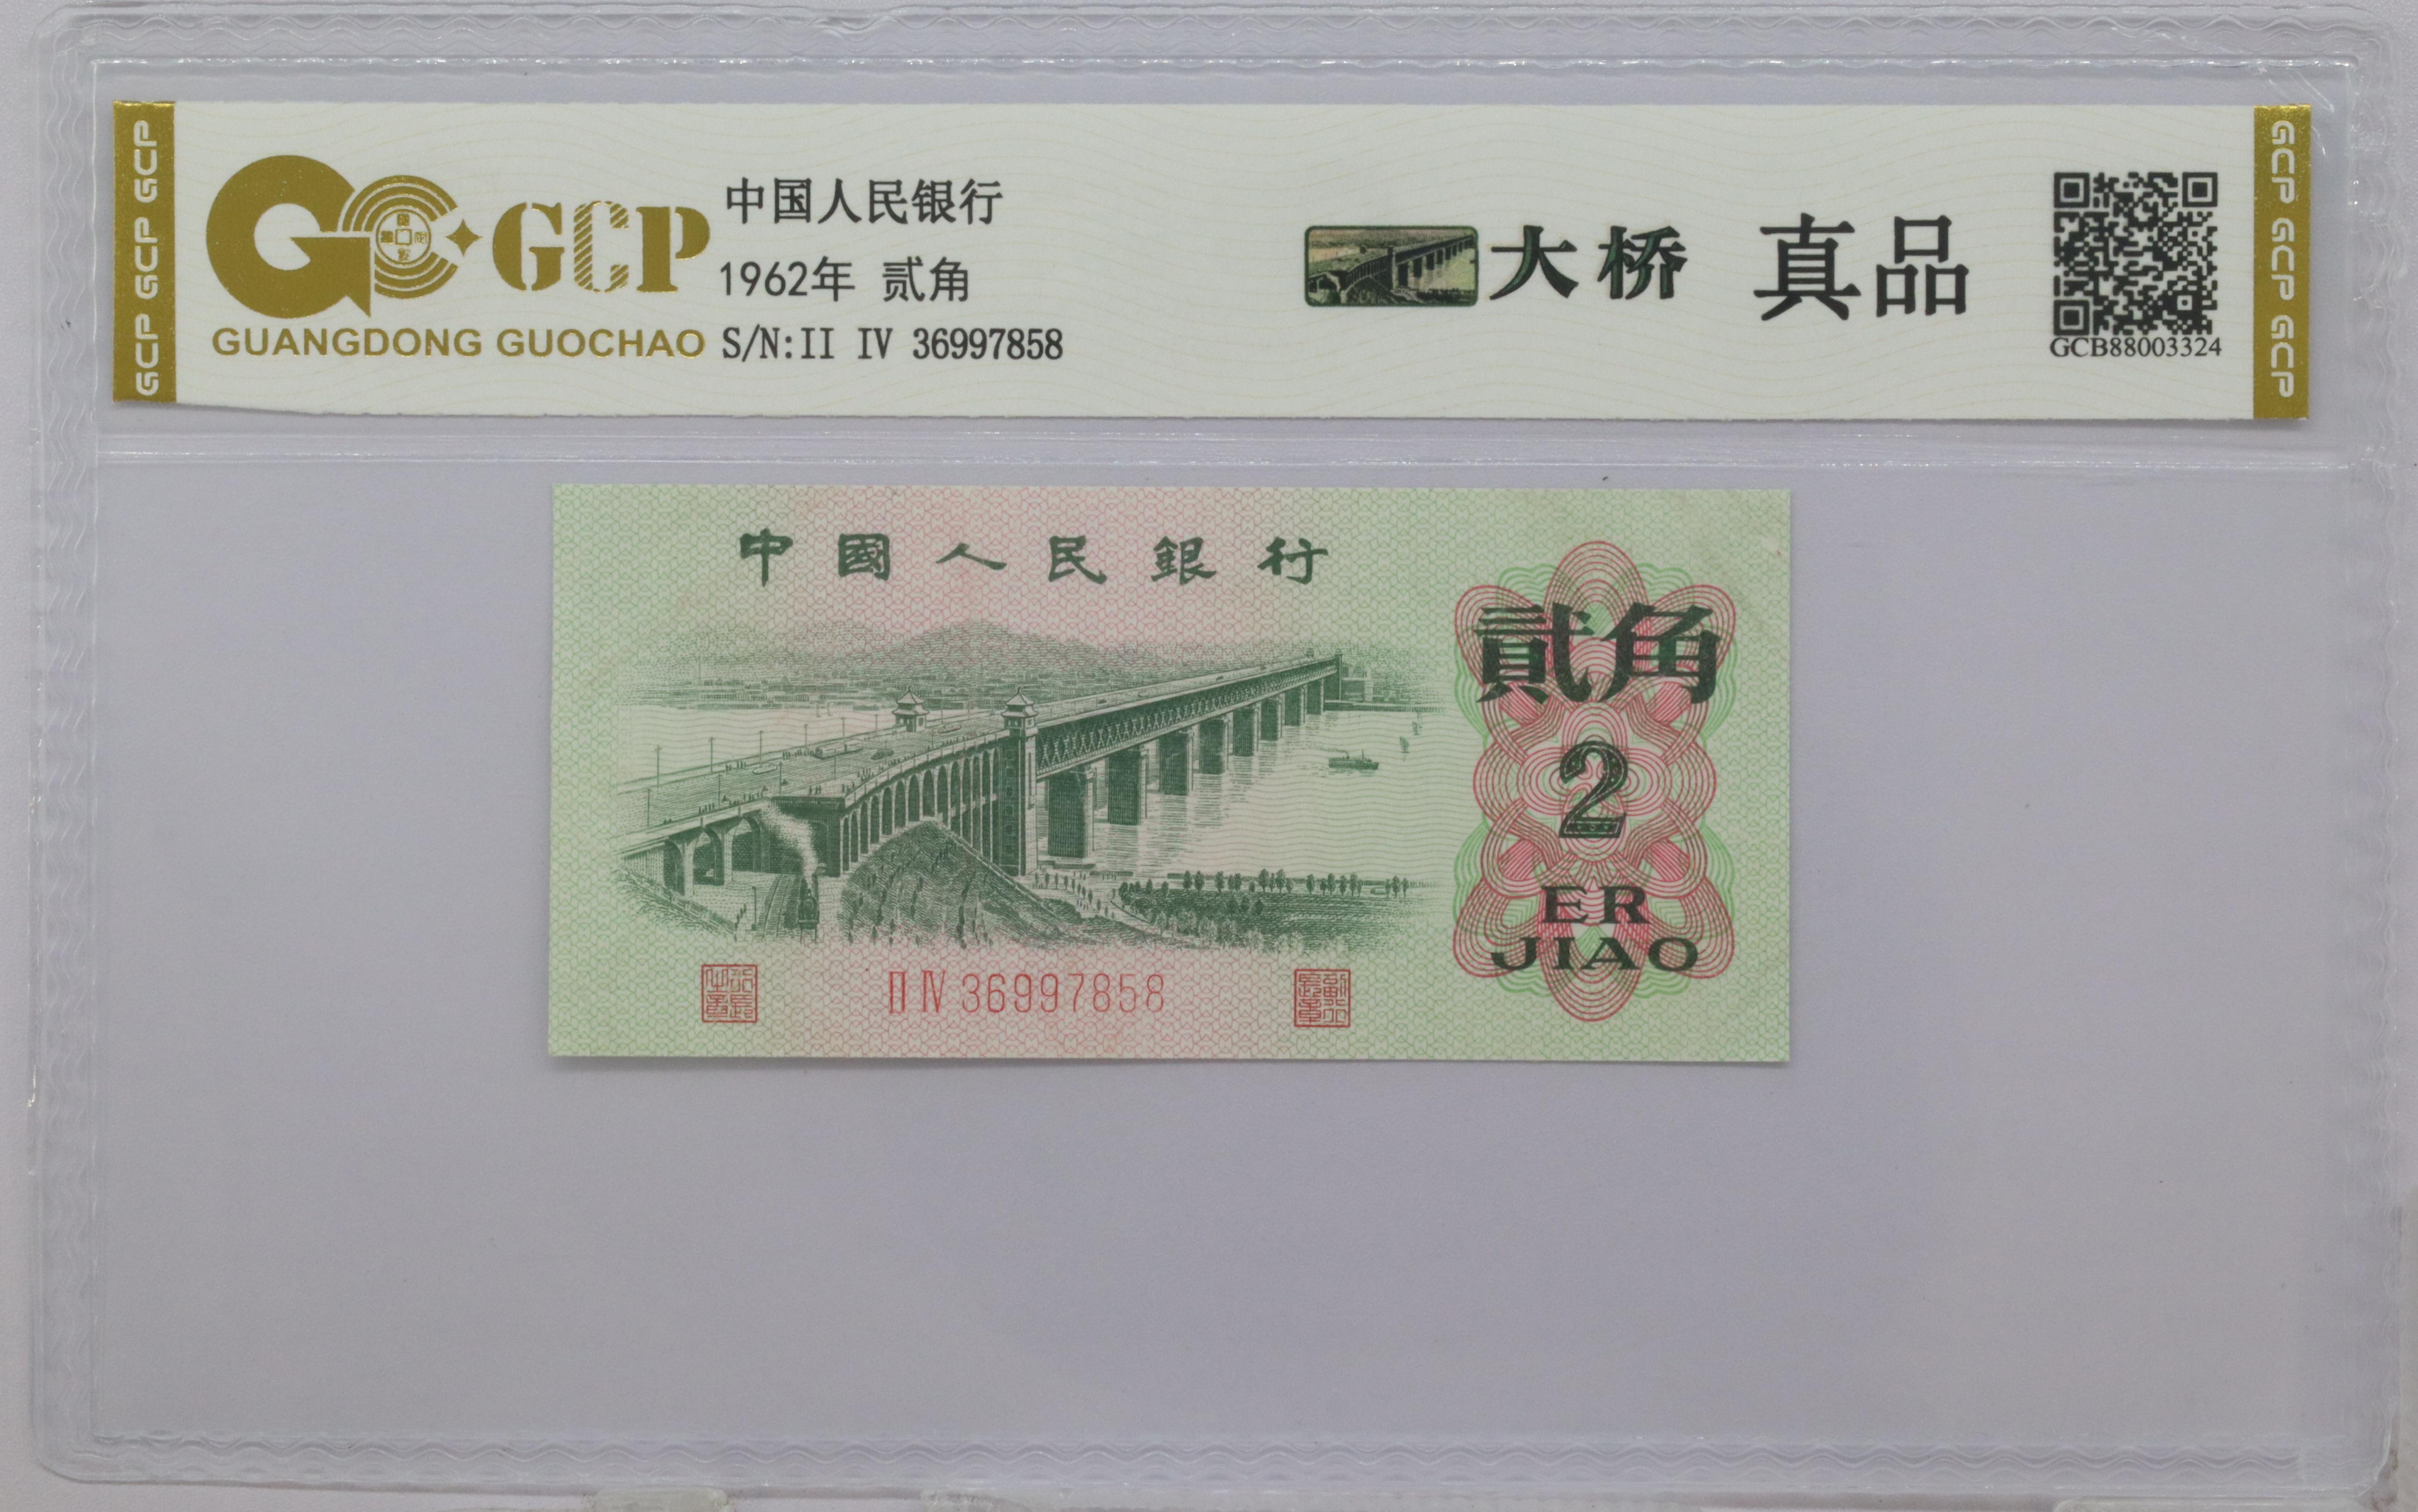 GCP GCP GCP
GCP
GUANGDONG GUOCHAO
中国人民银行
1962年 贰角
S/N:II IV 36997858
大桥 真品
GCB88003324
GCP GCP GCP
中國人民銀行
貳角
2
ER
JIAO
II IV 36997858